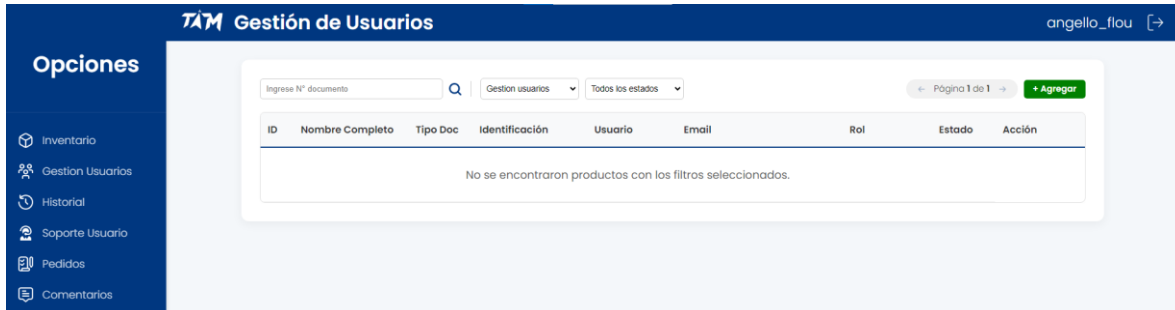 TAM Gestión de Usuarios
angello_flou
Opciones
Inventario
Gestion Usuarios
Historial
Soporte Usuario
Pedidos
Comentarios
Ingrese N° documento
Gestion usuarios
Todos los estados
← Página 1 de 1 →
+ Agregar
ID Nombre Completo Tipo Doc Identificación Usuario Email Rol Estado Acción
No se encontraron productos con los filtros seleccionados.